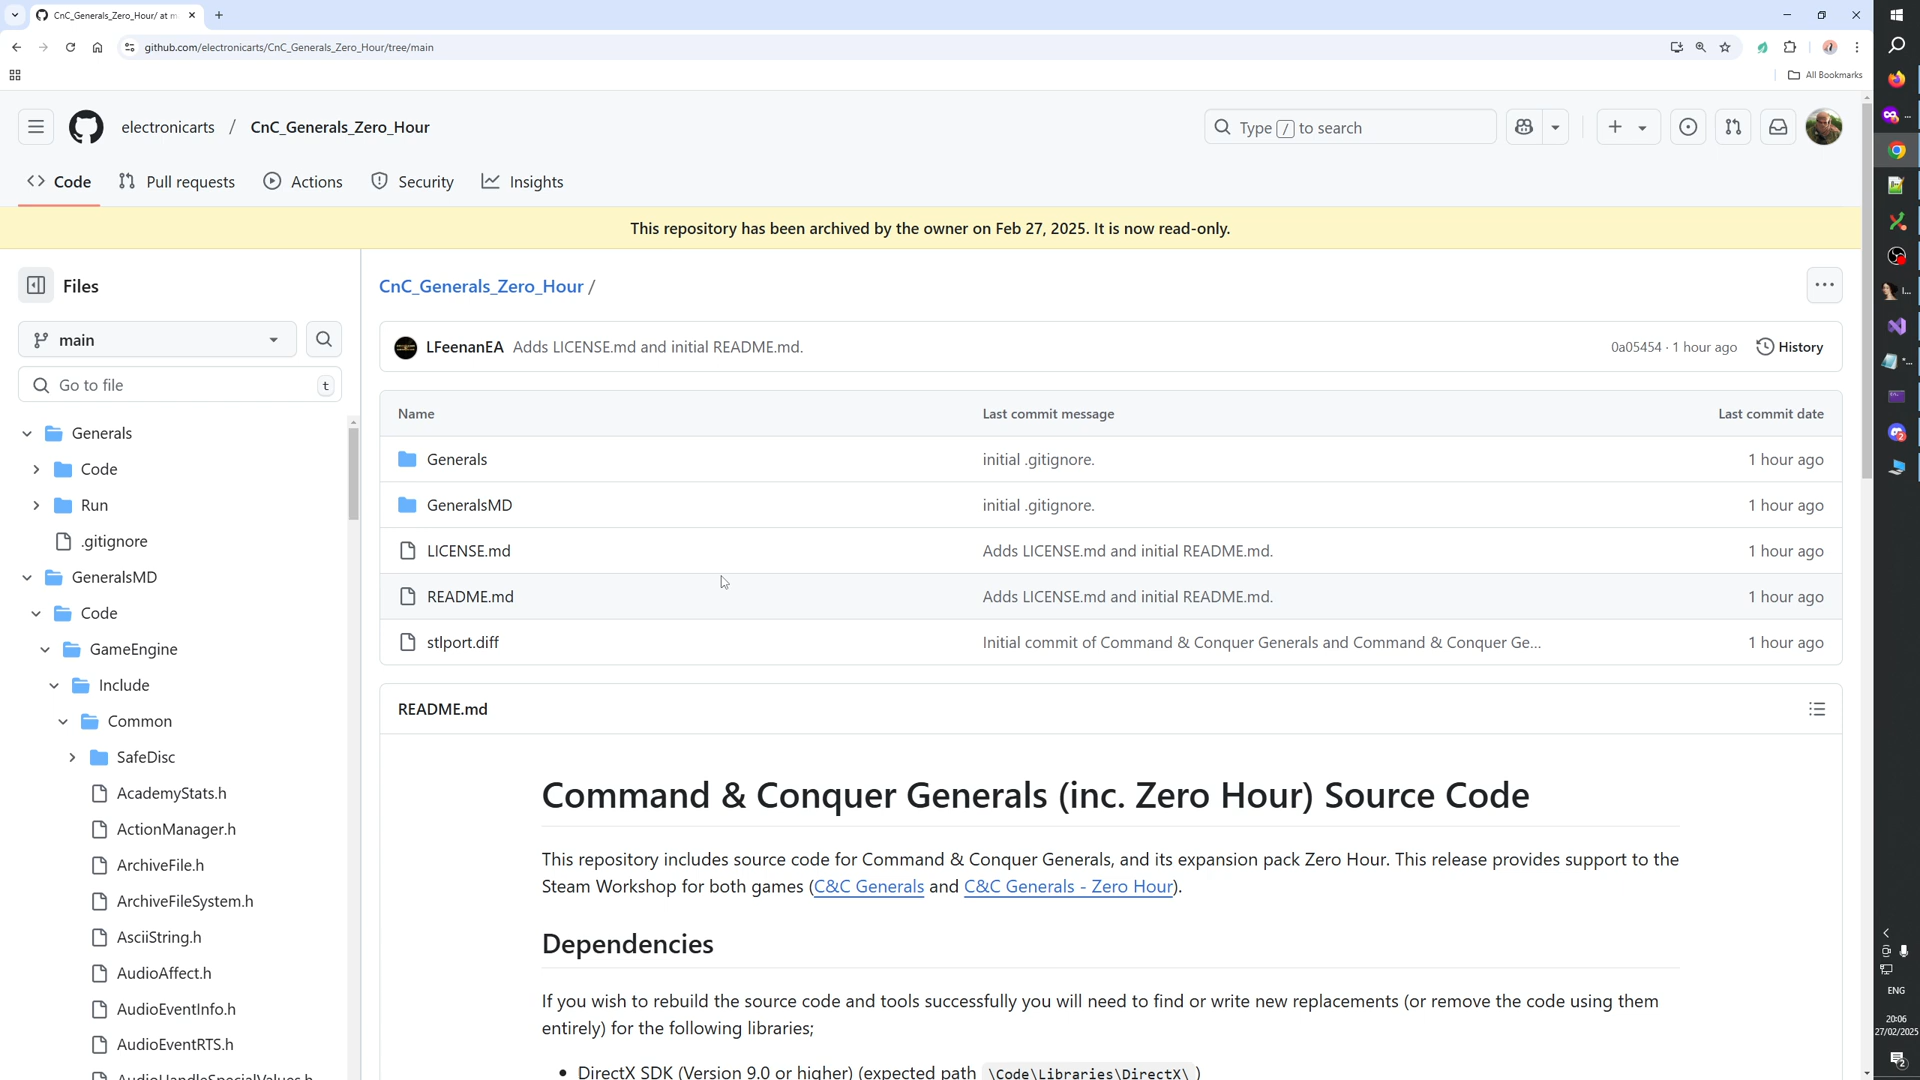 CnC_Generals_Zero_Hour/ at m
github.com/electronicarts/CnC_Generals_Zero_Hour/tree/main
All Bookmarks
electronicarts / CnC_Generals_Zero_Hour
Type / to search
Code
Pull requests
Actions
Security
Insights
This repository has been archived by the owner on Feb 27, 2025. It is now read-only.
Files
main
Go to file
t
Generals
Code
Run
.gitignore
GeneralsMD
Code
GameEngine
Include
Common
SafeDisc
AcademyStats.h
ActionManager.h
ArchiveFile.h
ArchiveFileSystem.h
AsciiString.h
AudioAffect.h
AudioEventInfo.h
AudioEventRTS.h
AudioHandleSpecialValues.h
CnC_Generals_Zero_Hour /
LFeenanEA Adds LICENSE.md and initial README.md.
0a05454 · 1 hour ago
History
Name Last commit message Last commit date
Generals initial .gitignore. 1 hour ago
GeneralsMD initial .gitignore. 1 hour ago
LICENSE.md Adds LICENSE.md and initial README.md. 1 hour ago
README.md Adds LICENSE.md and initial README.md. 1 hour ago
stlport.diff Initial commit of Command & Conquer Generals and Command & Conquer Ge... 1 hour ago
README.md
Command & Conquer Generals (inc. Zero Hour) Source Code
This repository includes source code for Command & Conquer Generals, and its expansion pack Zero Hour. This release provides support to the
Steam Workshop for both games (C&C Generals and C&C Generals - Zero Hour).
Dependencies
If you wish to rebuild the source code and tools successfully you will need to find or write new replacements (or remove the code using them
entirely) for the following libraries;
• DirectX SDK (Version 9.0 or higher) (expected path \Code\Libraries\DirectX\ )
ENG
20:06
27/02/2025
2